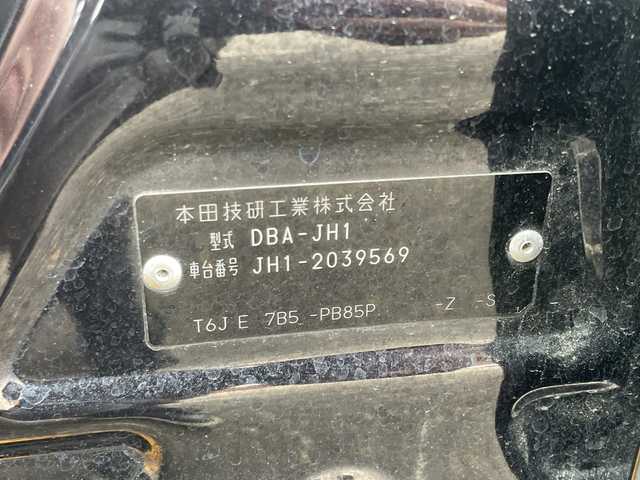 本田技研工業株式会社
型式 DBA-JH1
車台番号 JH1-2039569
T6J E 7B5 -PB85P -Z -S -